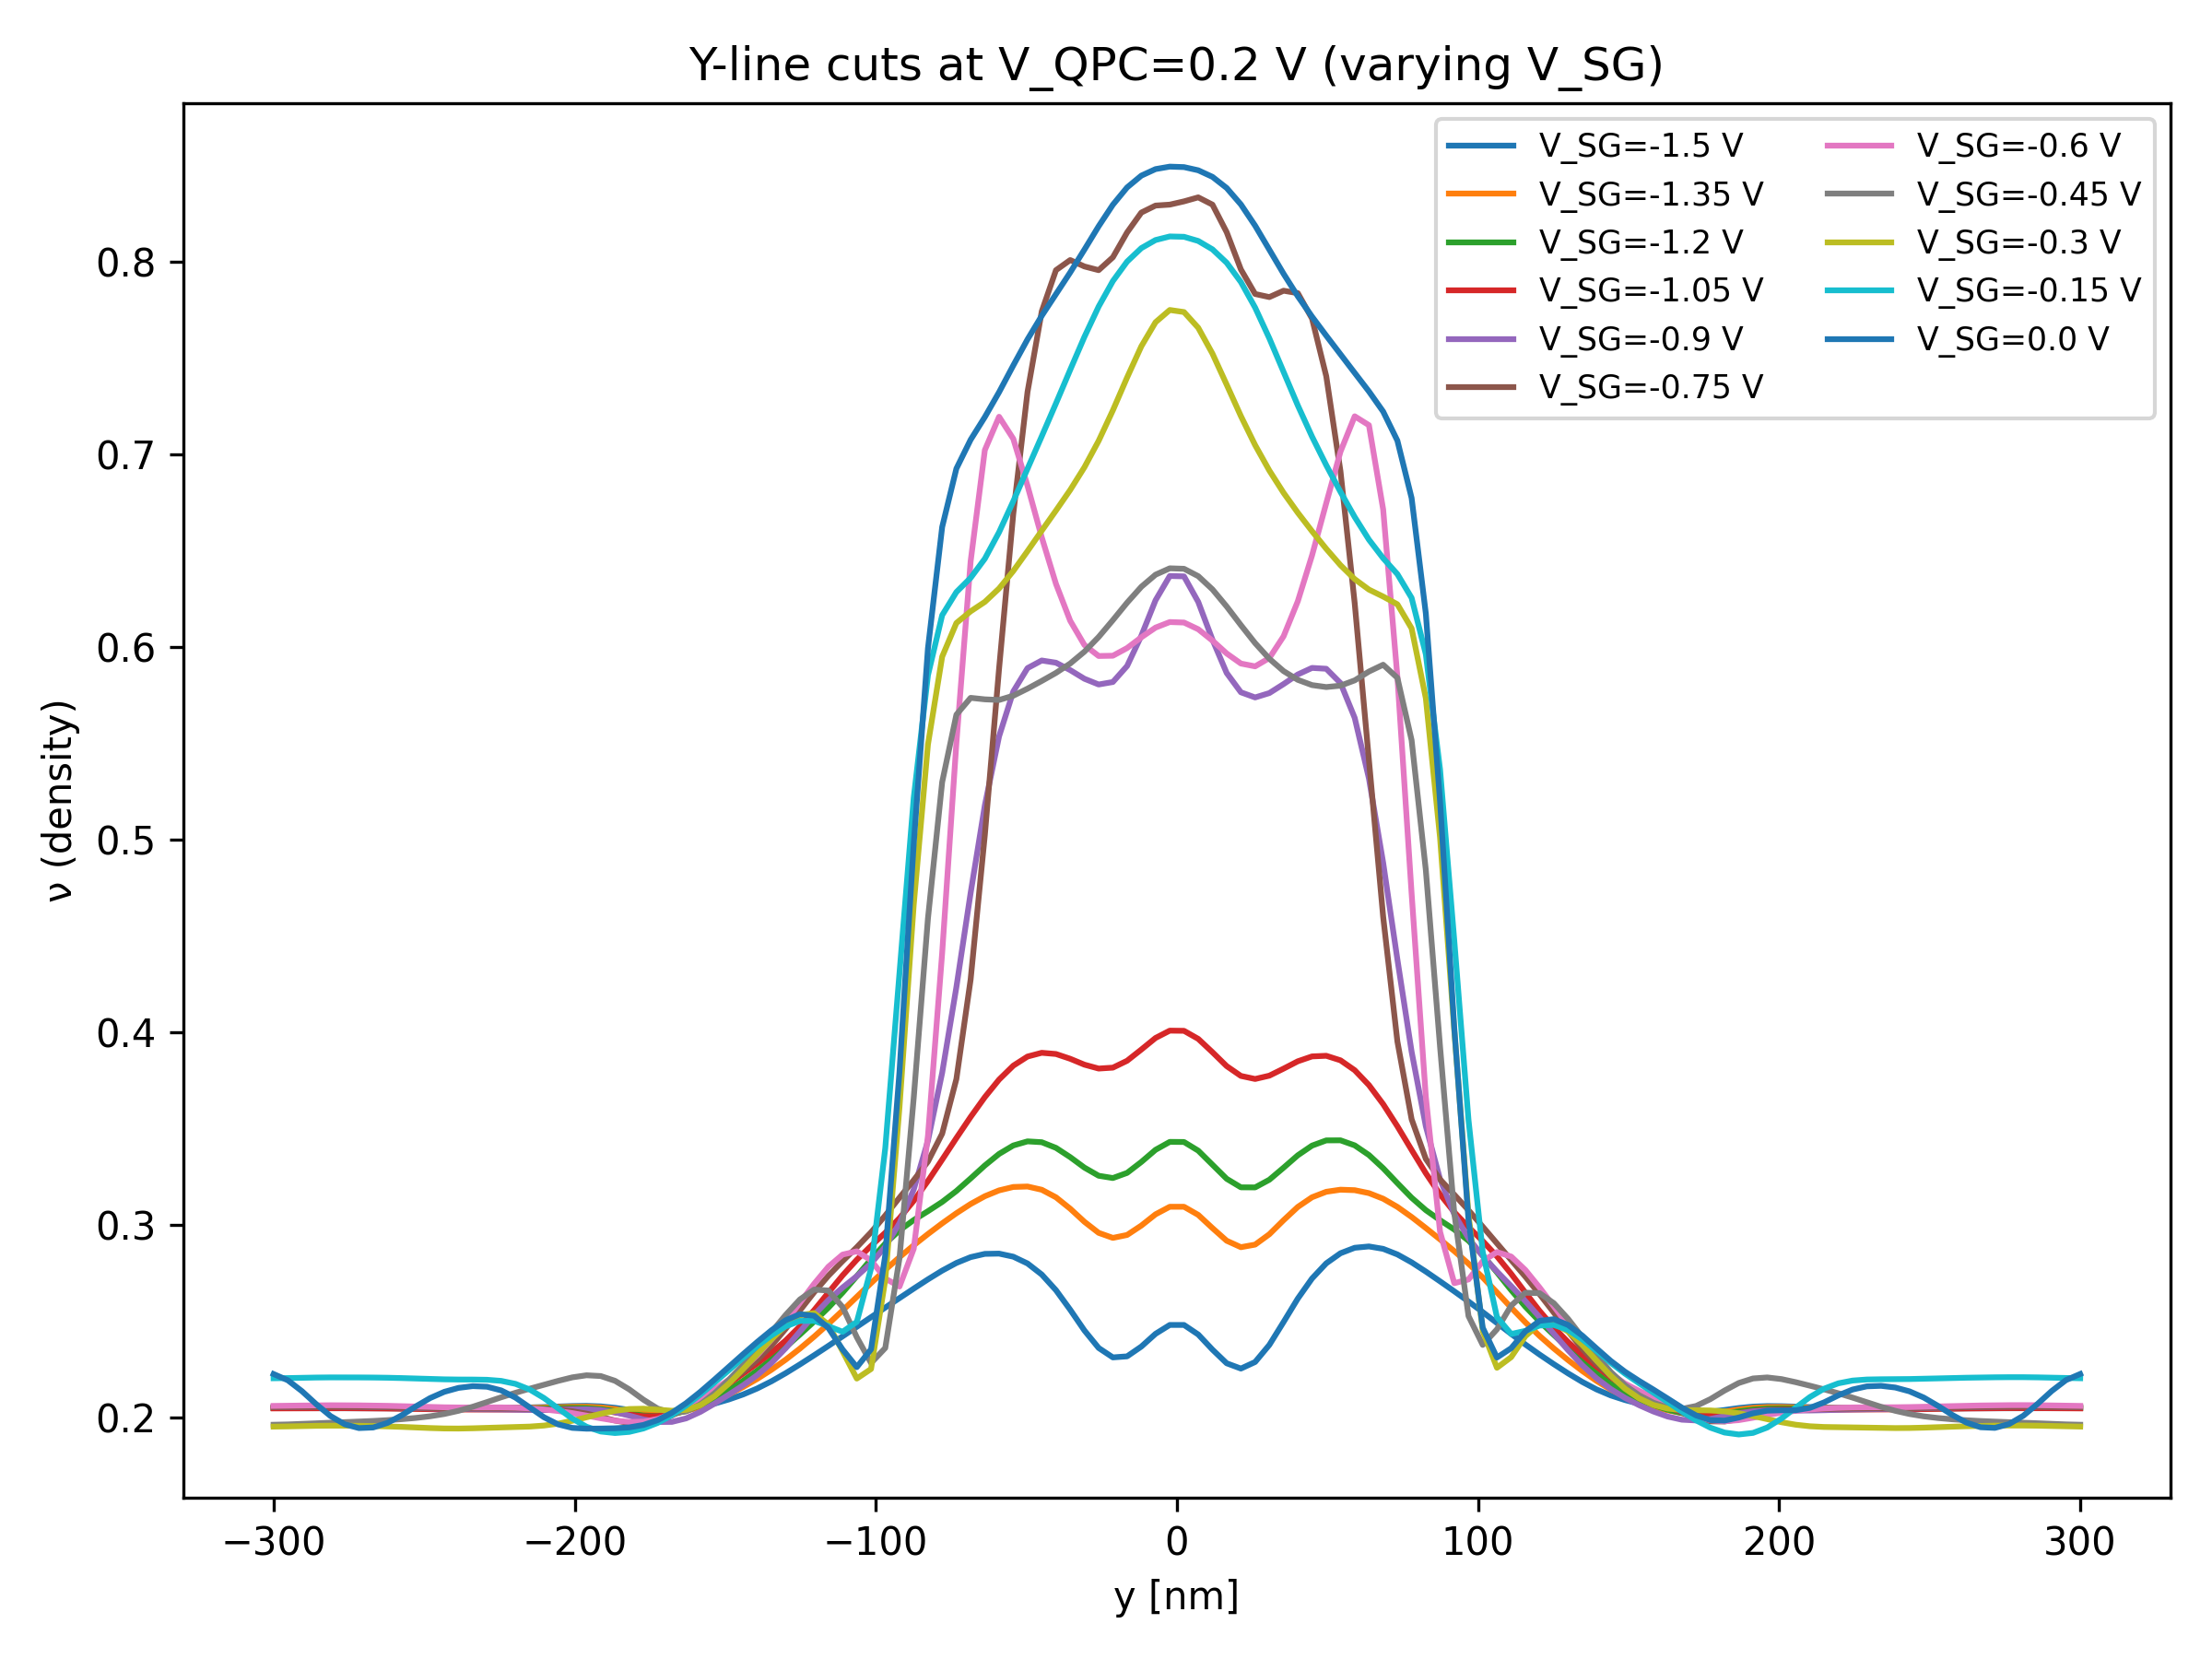 Y-line cuts at V_QPC=0.2 V (varying V_SG)
V_SG=-1.5 V
V_SG=-1.35 V
V_SG=-1.2 V
V_SG=-1.05 V
V_SG=-0.9 V
V_SG=-0.75 V
V_SG=-0.6 V
V_SG=-0.45 V
V_SG=-0.3 V
V_SG=-0.15 V
V_SG=0.0 V
ν (density)
0.8
0.7
0.6
0.5
0.4
0.3
0.2
−300 −200 −100 0 100 200 300
y [nm]